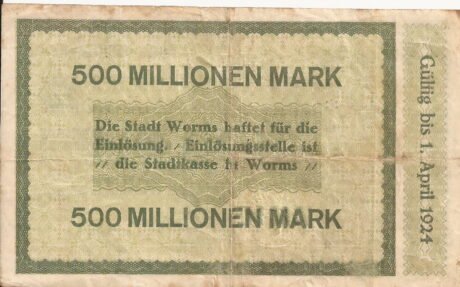 500 MILLIONEN MARK
Die Stadt Worms haftet für die
Einlösung // Einlösungsstelle ist
// die Stadtkasse in Worms //
500 MILLIONEN MARK
Gültig bis 1. April 1924